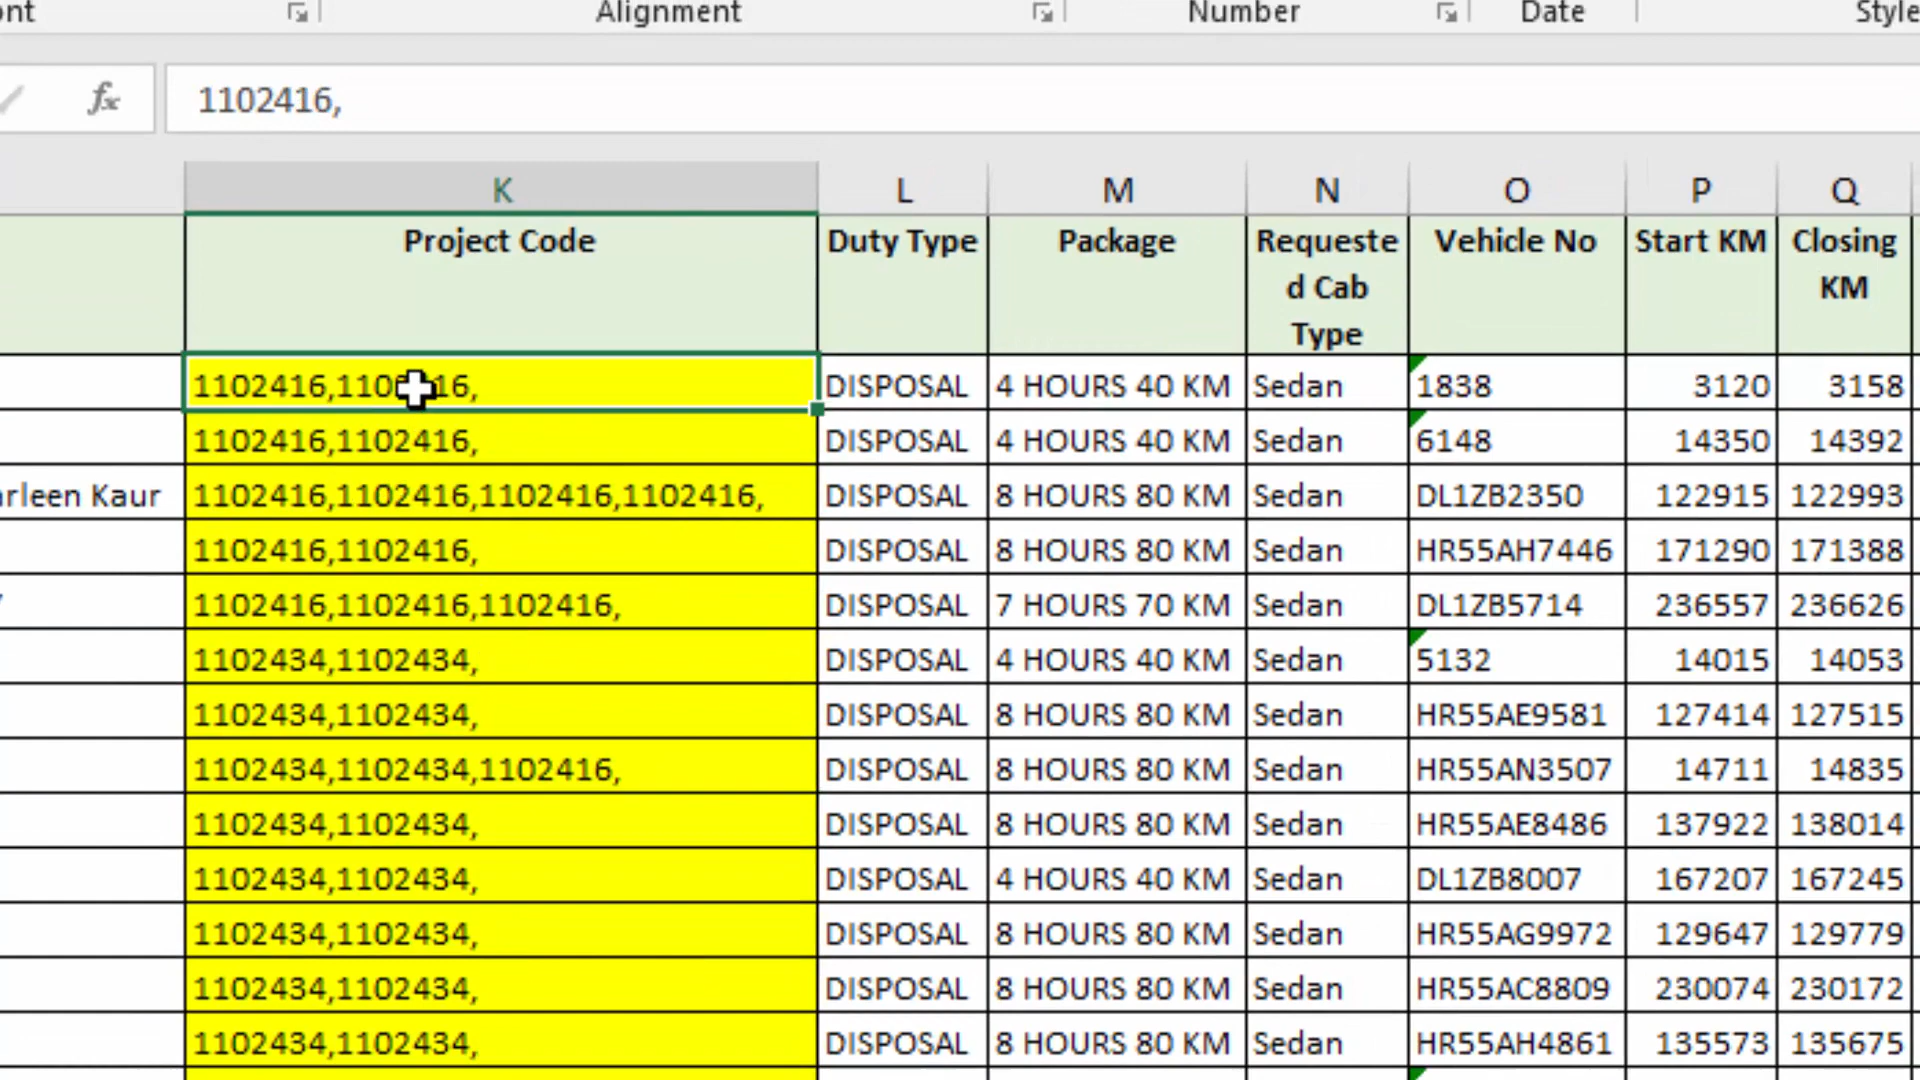 ont Alignment Number Date Style
fx 1102416,
K L M N O P Q
Project Code Duty Type Package Requeste d Cab Type Vehicle No Start KM Closing KM
1102416,110 16, DISPOSAL 4 HOURS 40 KM Sedan 1838 3120 3158
1102416,1102416, DISPOSAL 4 HOURS 40 KM Sedan 6148 14350 14392
arleen Kaur 1102416,1102416,1102416,1102416, DISPOSAL 8 HOURS 80 KM Sedan DL1ZB2350 122915 122993
1102416,1102416, DISPOSAL 8 HOURS 80 KM Sedan HR55AH7446 171290 171388
1102416,1102416,1102416, DISPOSAL 7 HOURS 70 KM Sedan DL1ZB5714 236557 236626
1102434,1102434, DISPOSAL 4 HOURS 40 KM Sedan 5132 14015 14053
1102434,1102434, DISPOSAL 8 HOURS 80 KM Sedan HR55AE9581 127414 127515
1102434,1102434,1102416, DISPOSAL 8 HOURS 80 KM Sedan HR55AN3507 14711 14835
1102434,1102434, DISPOSAL 8 HOURS 80 KM Sedan HR55AE8486 137922 138014
1102434,1102434, DISPOSAL 4 HOURS 40 KM Sedan DL1ZB8007 167207 167245
1102434,1102434, DISPOSAL 8 HOURS 80 KM Sedan HR55AG9972 129647 129779
1102434,1102434, DISPOSAL 8 HOURS 80 KM Sedan HR55AC8809 230074 230172
1102434,1102434, DISPOSAL 8 HOURS 80 KM Sedan HR55AH4861 135573 135675